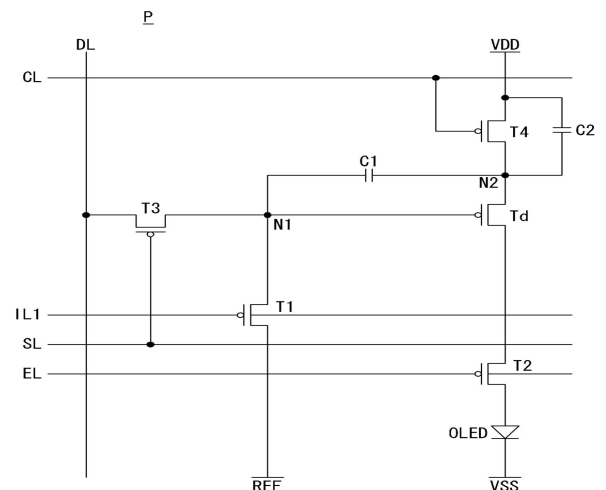 P
DL
VDD
CL
T4
C2
C1
N2
T3
N1
Td
IL1
T1
SL
EL
T2
OLED
REF
VSS